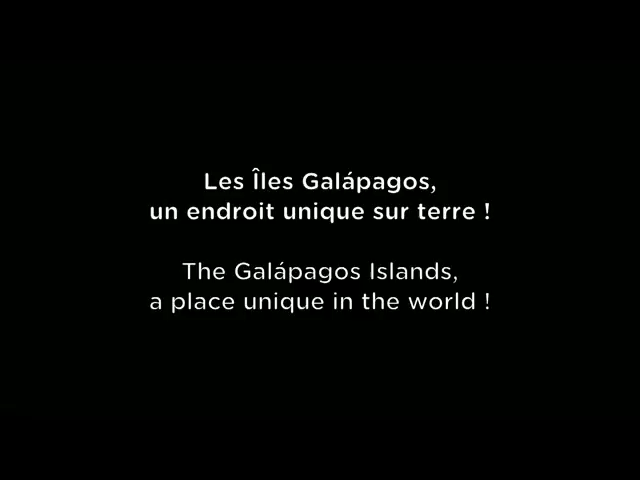 Les Îles Galápagos,
un endroit unique sur terre !
The Galápagos Islands,
a place unique in the world !